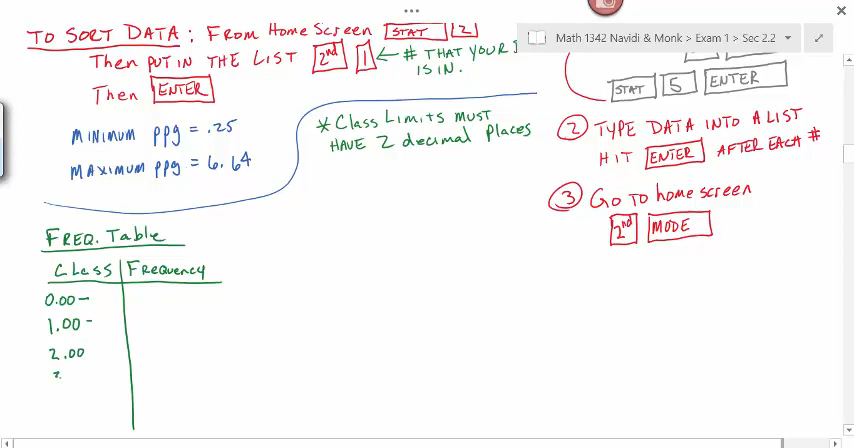 TO SORT DATA: FROM HOME SCREEN STAT 2
Then PUT IN THE LIST 2nd 1 ← # THAT YOUR
IS IN.
Then ENTER
MINIMUM PPG = .25
MAXIMUM PPG = 6.64
* CLASS LIMITS MUST
HAVE 2 decimal Places
FREQ. Table
CLASS FREQUENCY
0.00 –
1.00 –
2.00
Math 1342 Navidi & Monk > Exam 1 > Sec 2.2
STAT 5 ENTER
② TYPE DATA INTO A LIST
HIT ENTER AFTER EACH #
③ GO TO home screen
2nd MODE